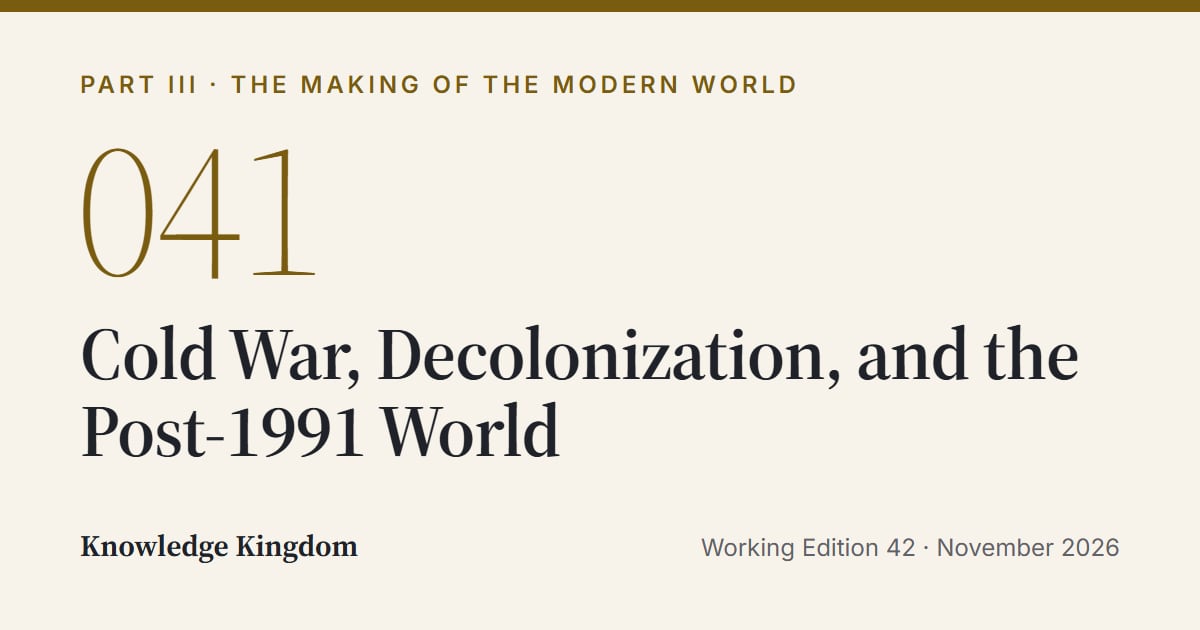 PART III · THE MAKING OF THE MODERN WORLD
041
Cold War, Decolonization, and the
Post-1991 World
Knowledge Kingdom
Working Edition 42 · November 2026